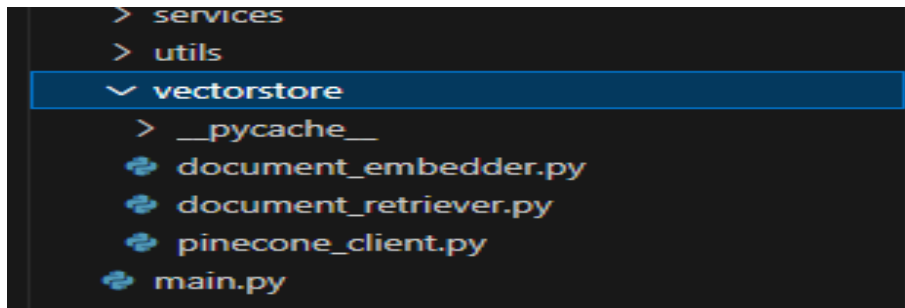 > services
> utils
vectorstore
> __pycache__
document_embedder.py
document_retriever.py
pinecone_client.py
main.py